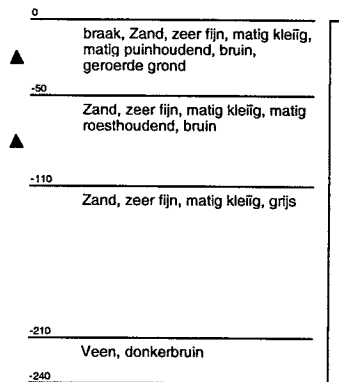 0
braak, Zand, zeer fijn, matig kleiïg,
matig puinhoudend, bruin,
geroerde grond
-50
Zand, zeer fijn, matig kleiïg, matig
roesthoudend, bruin
-110
Zand, zeer fijn, matig kleiïg, grijs
-210
Veen, donkerbruin
-240